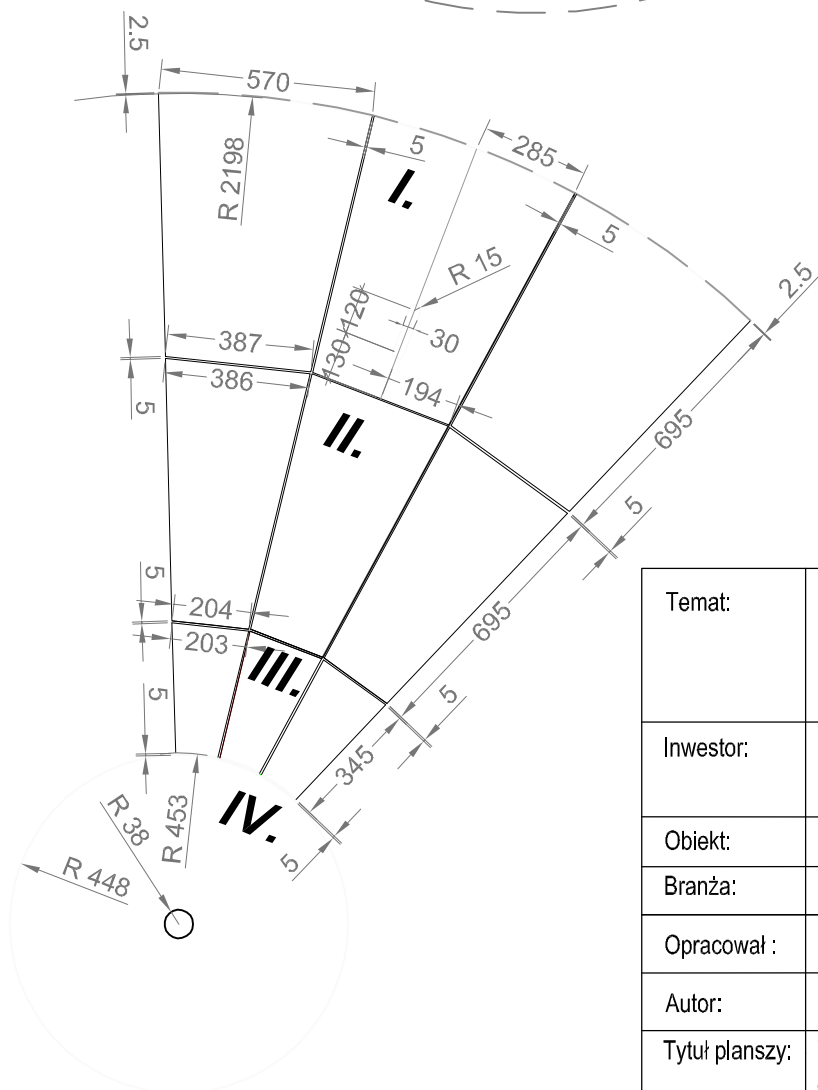 2.5
570
R 2198
5
285
I.
5
2.5
R 15
120
130
30
387
386
194
695
5
II.
5
5
204
203
695
III.
5
5
345
IV.
R 453
R 38
R 448
5
Temat:
Inwestor:
Obiekt:
Branża:
Opracował :
Autor:
Tytuł planszy: